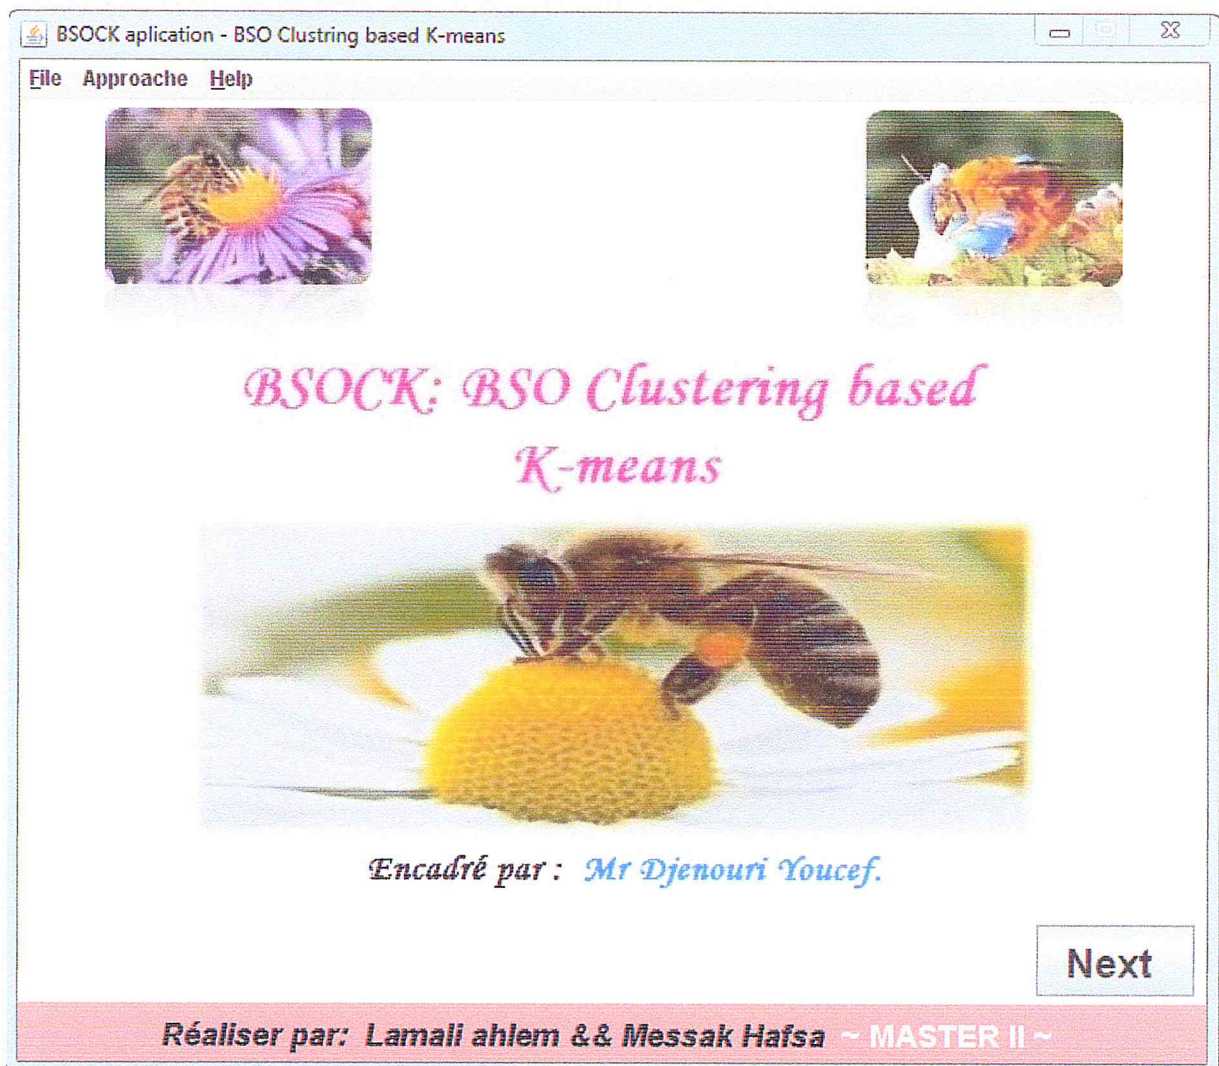 BSOCK aplication - BSO Clustring based K-means
File Approache Help
BSOCK: BSO Clustering based
K-means
Encadré par : Mr Djenouri Youcef.
Next
Réaliser par: Lamali ahlem && Messak Hafsa ~ MASTER II ~